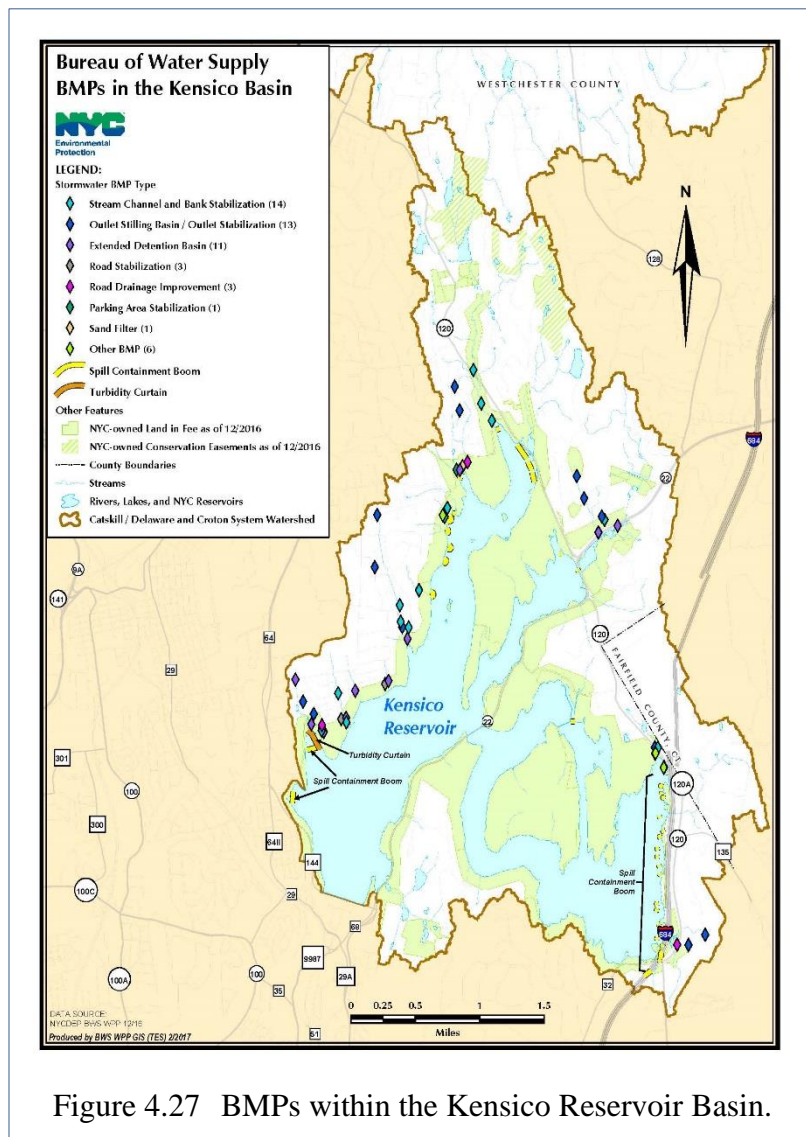 Bureau of Water Supply
BMPs in the Kensico Basin
NYC
Environmental
Protection
LEGEND:
Stormwater BMP Type
Stream Channel and Bank Stabilization (14)
Outlet Stilling Basin / Outlet Stabilization (13)
Extended Detention Basin (11)
Road Stabilization (3)
Road Drainage Improvement (3)
Parking Area Stabilization (1)
Sand Filter (1)
Other BMP (6)
Spill Containment Boom
Turbidity Curtain
Other Features
NYC-owned Land in Fee as of 12/2016
NYC-owned Conservation Easements as of 12/2016
County Boundaries
Streams
Rivers, Lakes, and NYC Reservoirs
Catskill / Delaware and Croton System Watershed
WESTCHESTER COUNTY
N
128
120
684
22
9A
141
64
29
120
FAIRFIELD COUNTY, CT
Kensico
Reservoir
22
Turbidity Curtain
Spill Containment Boom
301
100
300
64II
144
120A
120
135
Spill
Containment
Boom
100C
29
68
684
9987
100
29A
100A
35
32
51
0 0.25 0.5 1 1.5
Miles
DATA SOURCE:
NYCDEP BWS WPP 12/16
Produced by BWS WPP GIS (TES) 2/2017
Figure 4.27 BMPs within the Kensico Reservoir Basin.